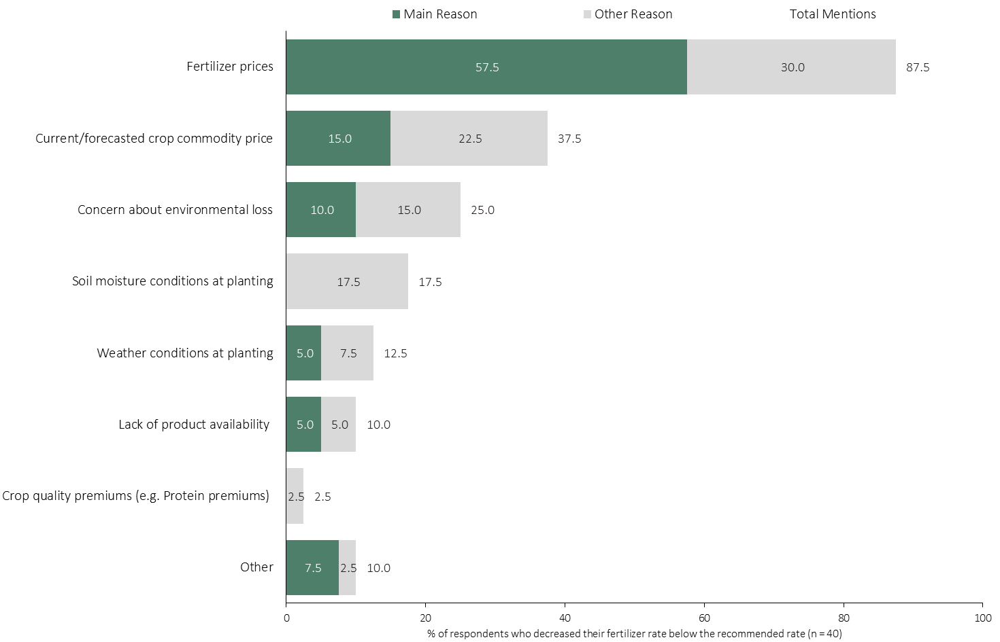 Main Reason Other Reason Total Mentions
Fertilizer prices 57.5 30.0 87.5
Current/forecasted crop commodity price 15.0 22.5 37.5
Concern about environmental loss 10.0 15.0 25.0
Soil moisture conditions at planting 17.5 17.5
Weather conditions at planting 5.0 7.5 12.5
Lack of product availability 5.0 5.0 10.0
Crop quality premiums (e.g. Protein premiums) 2.5 2.5
Other 7.5 2.5 10.0
0 20 40 60 80 100
% of respondents who decreased their fertilizer rate below the recommended rate (n = 40)